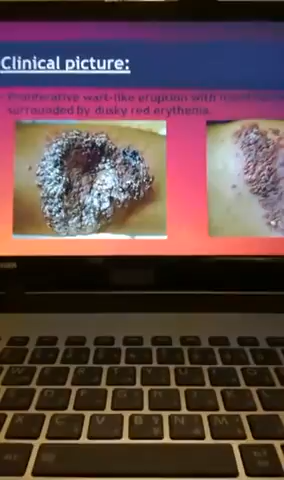 Clinical picture:
Proliferative wart-like eruption with
surrounded by dusky red erythema.